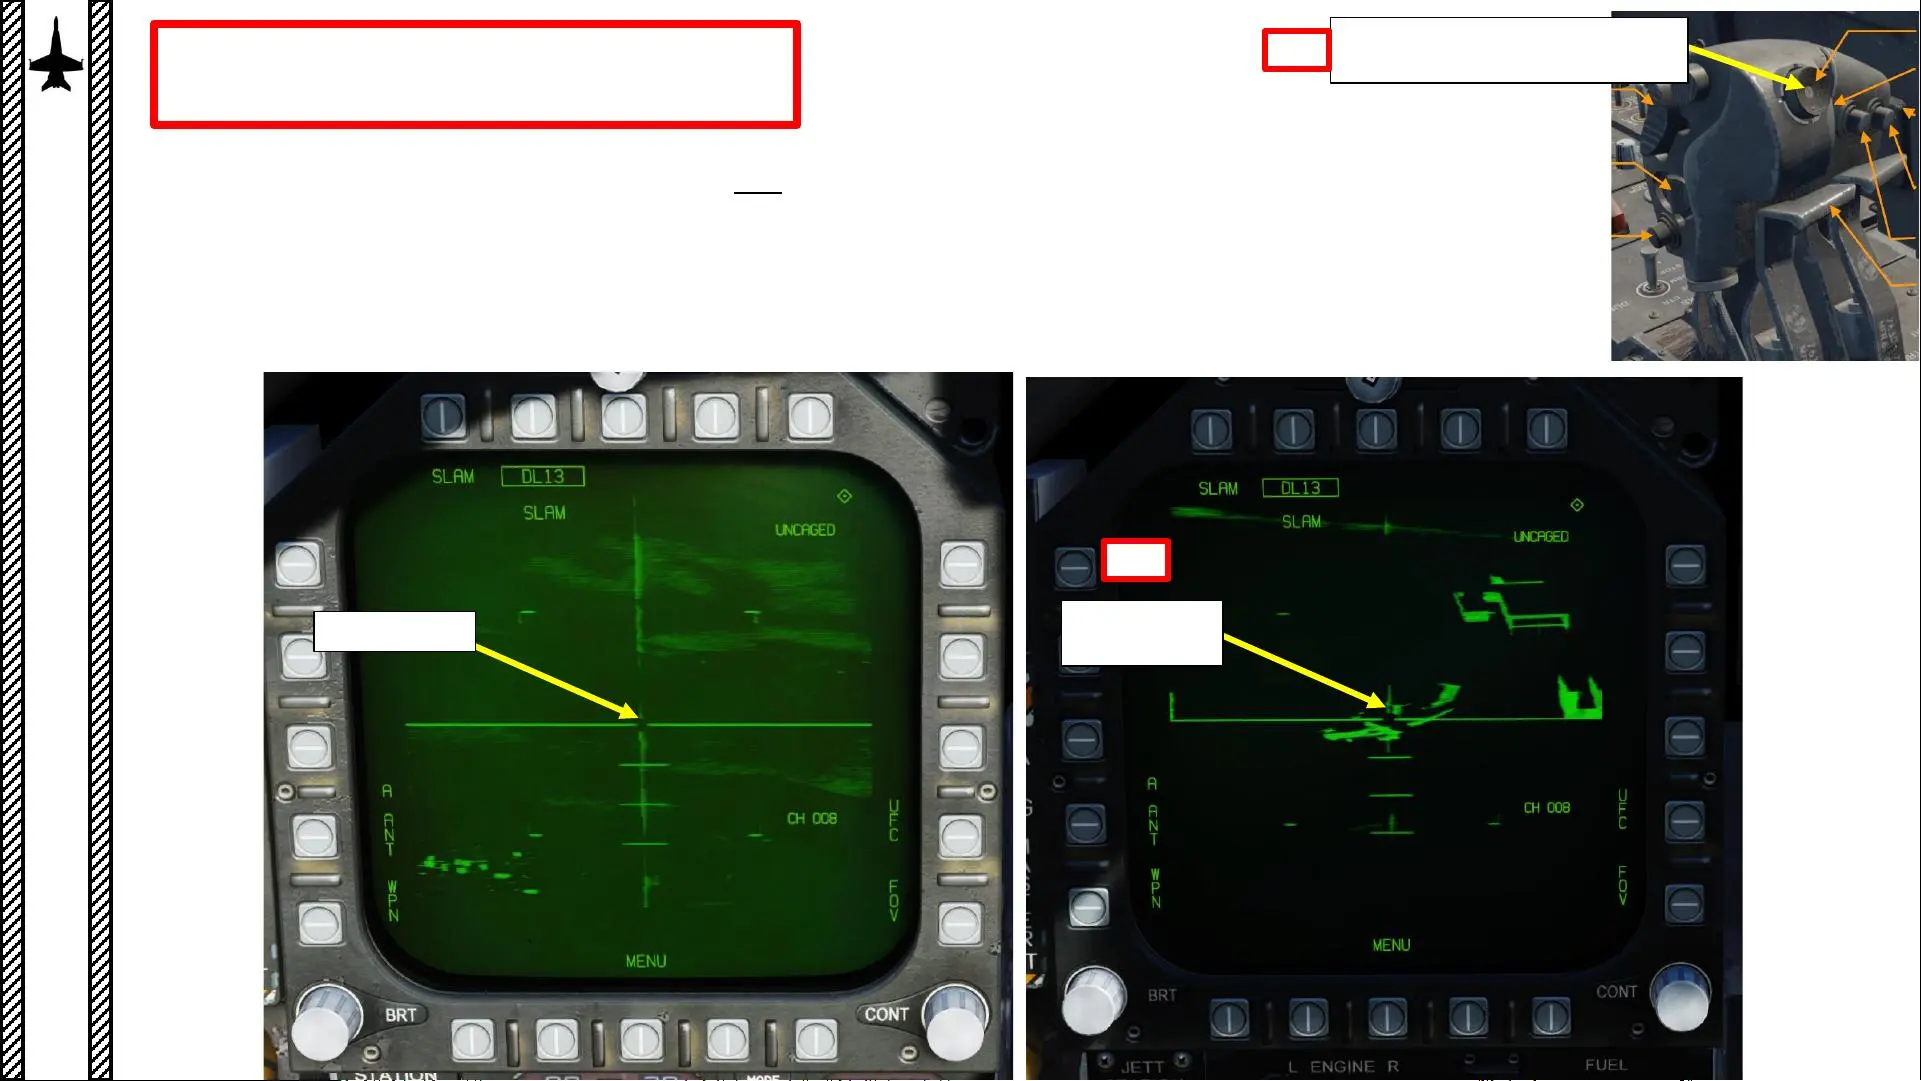 SLAM DL13
SLAM
UNCAGED
CH 008
A
ANT
WPN
UFC
FOV
MENU
BRT
CONT
STATION
MODE
SLAM DL13
SLAM
UNCAGED
CH 008
A
ANT
WPN
UFC
FOV
MENU
BRT
CONT
JETT
L ENGINE R
FUEL